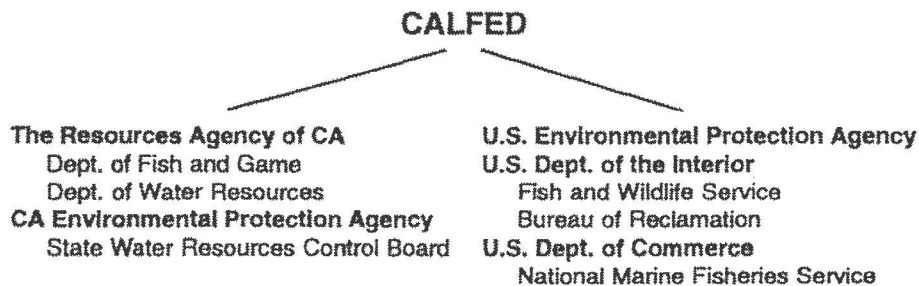 CALFED
The Resources Agency of CA
Dept. of Fish and Game
Dept. of Water Resources
CA Environmental Protection Agency
State Water Resources Control Board
U.S. Environmental Protection Agency
U.S. Dept. of the Interior
Fish and Wildlife Service
Bureau of Reclamation
U.S. Dept. of Commerce
National Marine Fisheries Service